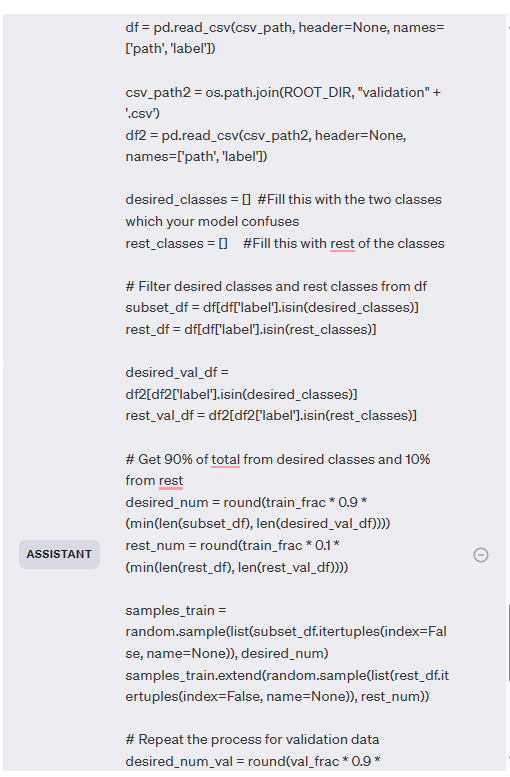 df = pd.read_csv(csv_path, header=None, names=
['path', 'label'])
csv_path2 = os.path.join(ROOT_DIR, "validation" +
'.csv')
df2 = pd.read_csv(csv_path2, header=None,
names=['path', 'label'])
desired_classes = [] #Fill this with the two classes
which your model confuses
rest_classes = [] #Fill this with rest of the classes
# Filter desired classes and rest classes from df
subset_df = df[df['label'].isin(desired_classes)]
rest_df = df[df['label'].isin(rest_classes)]
desired_val_df =
df2[df2['label'].isin(desired_classes)]
rest_val_df = df2[df2['label'].isin(rest_classes)]
# Get 90% of total from desired classes and 10%
from rest
desired_num = round(train_frac * 0.9 *
(min(len(subset_df), len(desired_val_df))))
rest_num = round(train_frac * 0.1 *
(min(len(rest_df), len(rest_val_df))))
ASSISTANT
samples_train =
random.sample(list(subset_df.itertuples(index=Fal
se, name=None)), desired_num)
samples_train.extend(random.sample(list(rest_df.it
ertuples(index=False, name=None)), rest_num))
# Repeat the process for validation data
desired_num_val = round(val_frac * 0.9 *